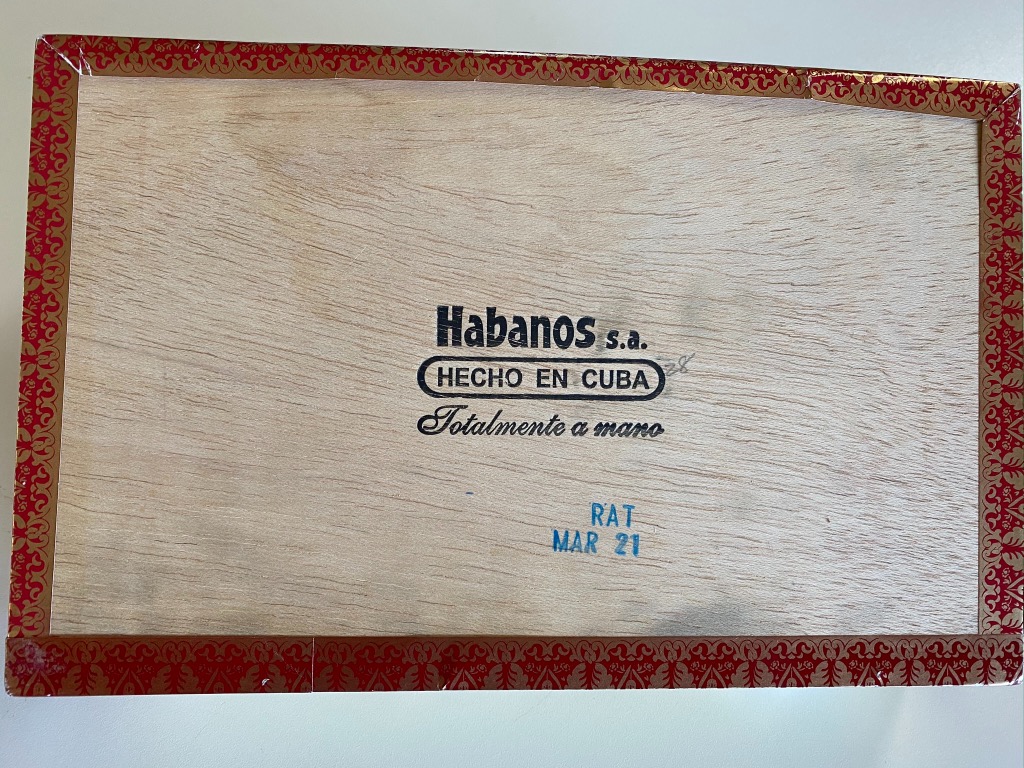 Habanos s.a.
HECHO EN CUBA
Totalmente a mano
RAT
MAR 21